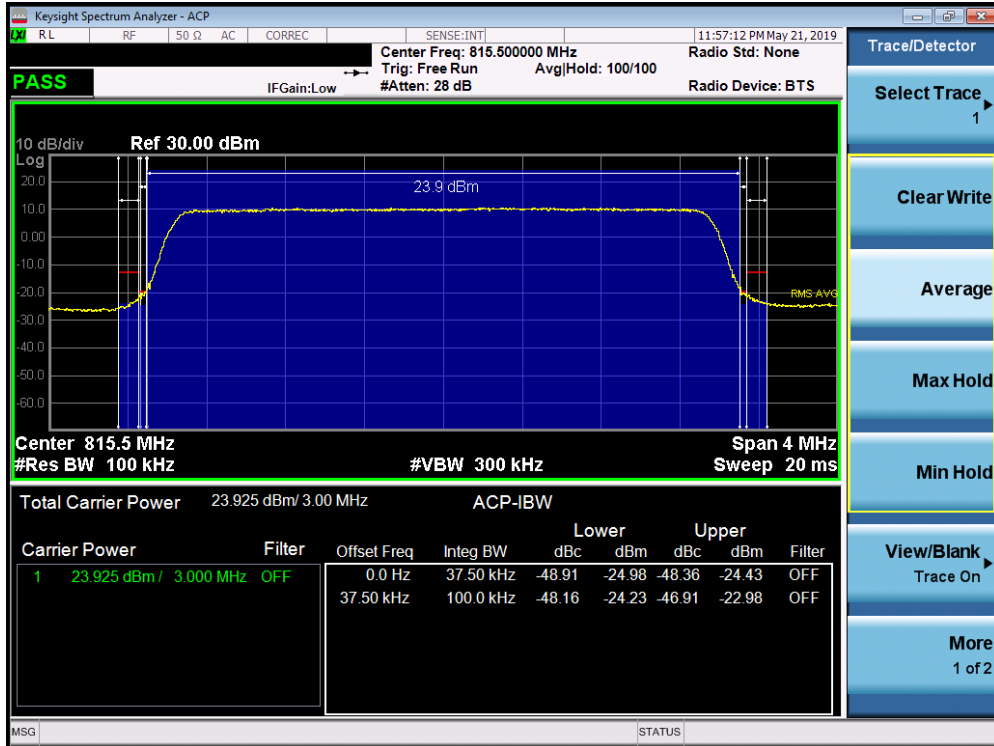 Keysight Spectrum Analyzer - ACP
LXI RL RF 50 Ω AC CORREC SENSE:INT 11:57:12 PM May 21, 2019
Center Freq: 815.500000 MHz Radio Std: None
Trig: Free Run Avg|Hold: 100/100
PASS IFGain:Low #Atten: 28 dB Radio Device: BTS
10 dB/div Ref 30.00 dBm
Log
20.0
23.9 dBm
10.0
0.00
-10.0
-20.0
RMS AVG
-30.0
-40.0
-50.0
-60.0
Center 815.5 MHz Span 4 MHz
#Res BW 100 kHz #VBW 300 kHz Sweep 20 ms
Total Carrier Power 23.925 dBm/ 3.00 MHz ACP-IBW
Lower Upper
Carrier Power Filter Offset Freq Integ BW dBc dBm dBc dBm Filter
1 23.925 dBm / 3.000 MHz OFF 0.0 Hz 37.50 kHz -48.91 -24.98 -48.36 -24.43 OFF
37.50 kHz 100.0 kHz -48.16 -24.23 -46.91 -22.98 OFF
MSG STATUS
Trace/Detector
Select Trace
1
Clear Write
Average
Max Hold
Min Hold
View/Blank
Trace On
More
1 of 2